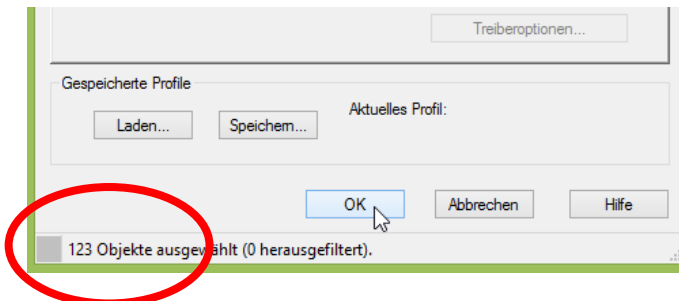 Treiberoptionen...
Gespeicherte Profile
Aktuelles Profil:
Laden...
Speichern...
OK
Abbrechen
Hilfe
123 Objekte ausgewählt (0 herausgefiltert).